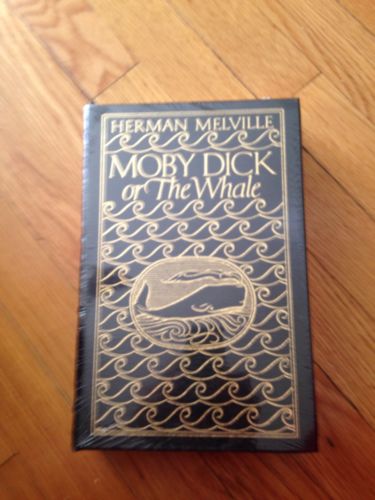 HERMAN MELVILLE
MOBY DICK
or The Whale